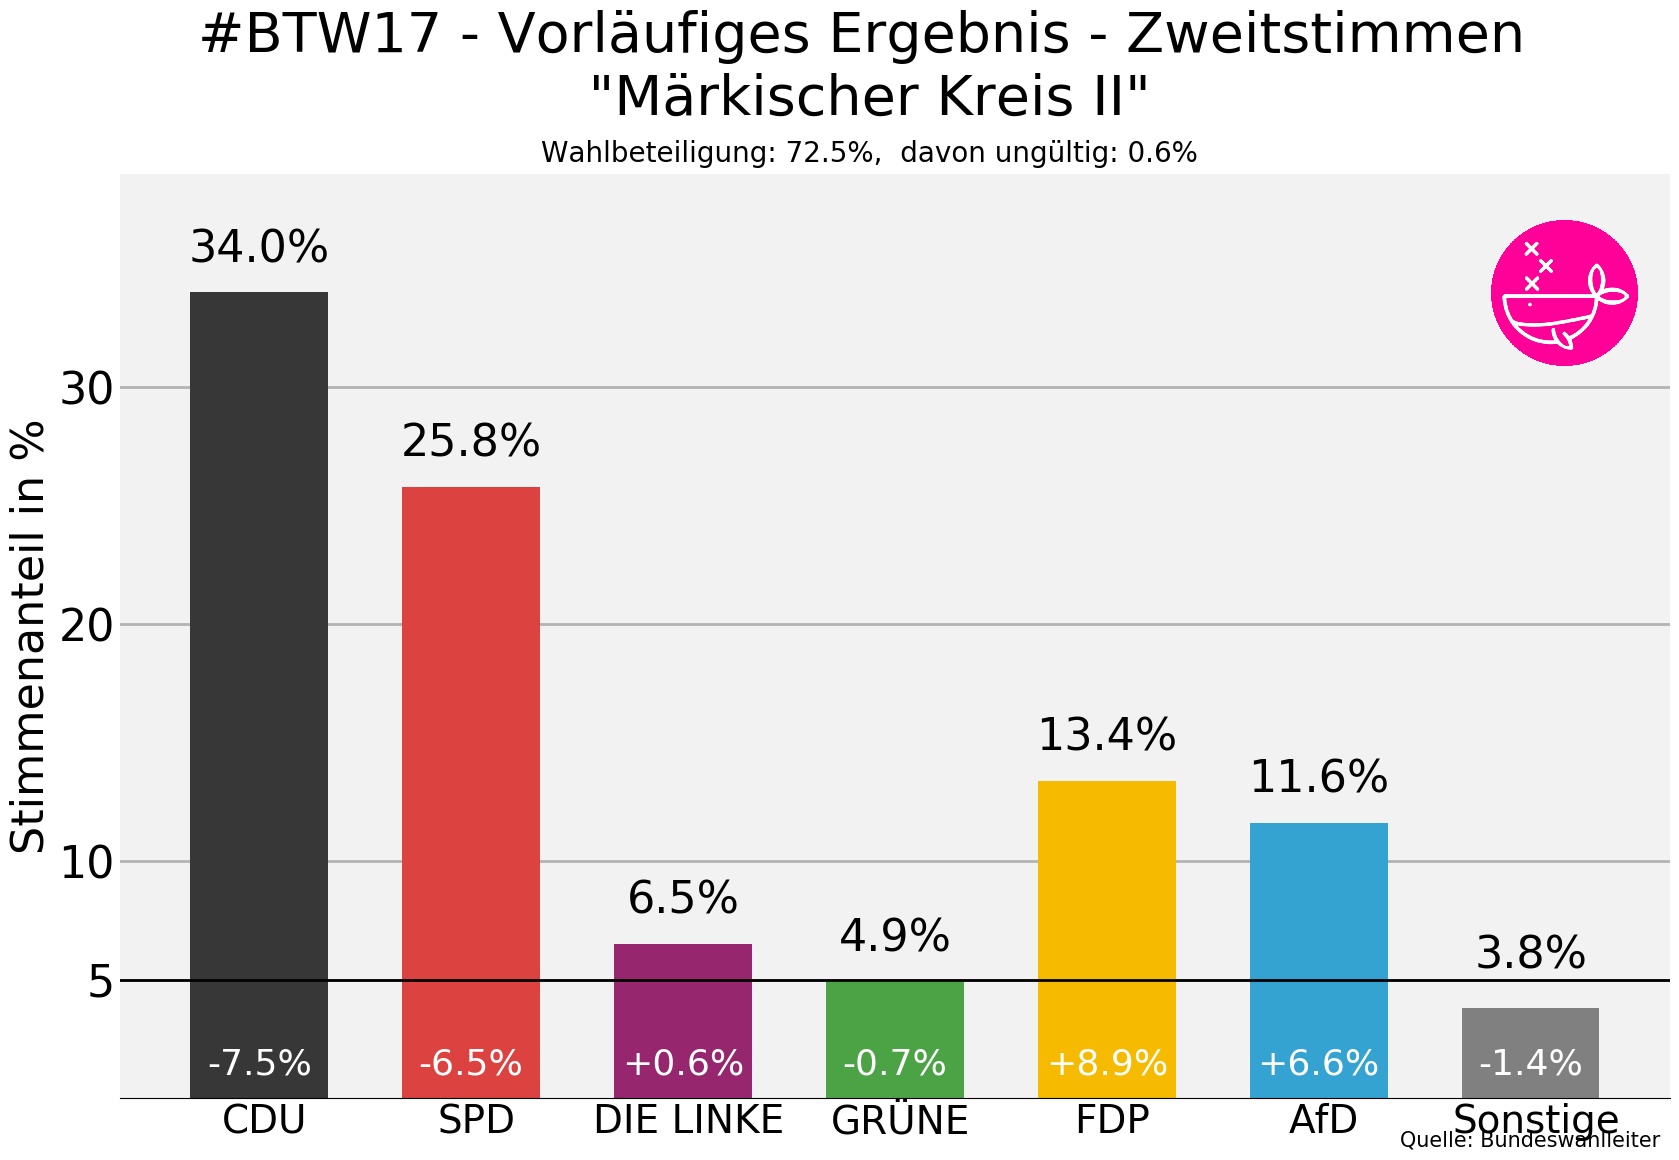 #BTW17 - Vorläufiges Ergebnis - Zweitstimmen
"Märkischer Kreis II"
Wahlbeteiligung: 72.5%,  davon ungültig: 0.6%
Stimmenanteil in %
30
20
10
5
34.0%
25.8%
6.5%
4.9%
13.4%
11.6%
3.8%
-7.5%
-6.5%
+0.6%
-0.7%
+8.9%
+6.6%
-1.4%
CDU
SPD
DIE LINKE
GRÜNE
FDP
AfD
Sonstige
Quelle: Bundeswahlleiter